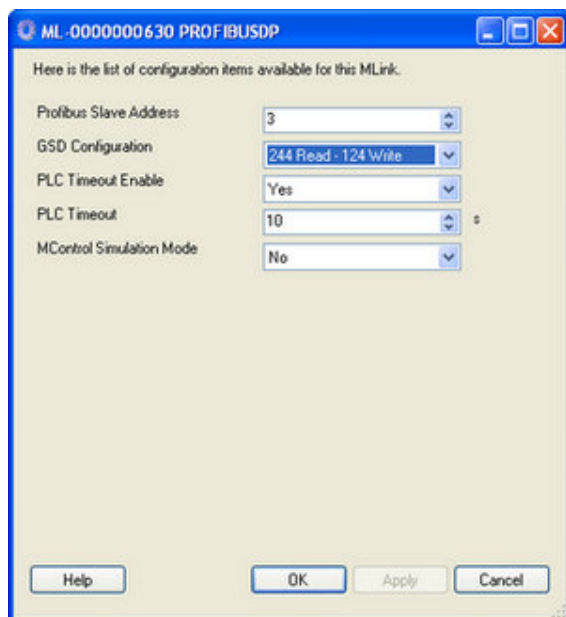 ML-0000000630 PROFIBUSDP
Here is the list of configuration items available for this MLink.
Profibus Slave Address 3
GSD Configuration 244 Read - 124 Write
PLC Timeout Enable Yes
PLC Timeout 10 s
MControl Simulation Mode No
Help OK Apply Cancel